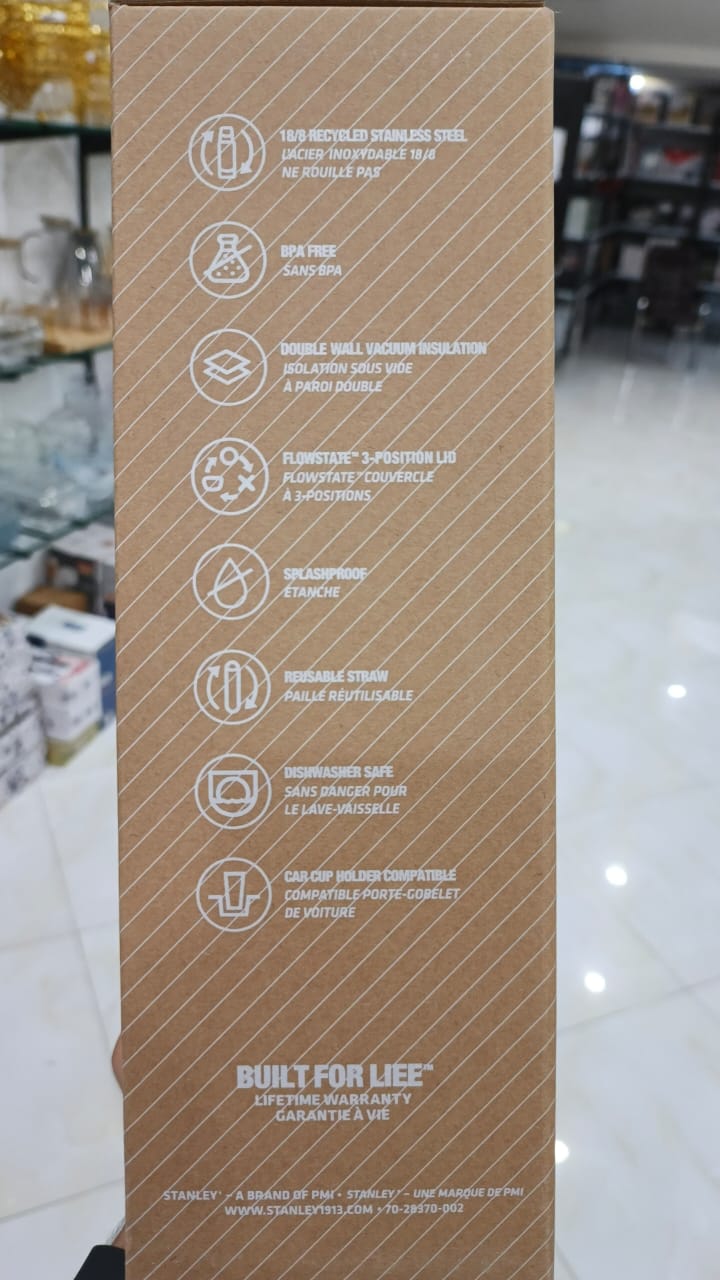 18/8 RECYCLED STAINLESS STEEL
L'ACIER INOXYDABLE 18/8
NE ROUILLE PAS
BPA FREE
SANS BPA
DOUBLE WALL VACUUM INSULATION
ISOLATION SOUS VIDE
À PAROI DOUBLE
FLOWSTATE™ 3-POSITION LID
FLOWSTATE™ COUVERCLE
À 3-POSITIONS
SPLASHPROOF
ÉTANCHE
REUSABLE STRAW
PAILLE RÉUTILISABLE
DISHWASHER SAFE
SANS DANGER POUR
LE LAVE-VAISSELLE
CAR CUP HOLDER COMPATIBLE
COMPATIBLE PORTE-GOBELET
DE VOITURE
BUILT FOR LIFE™
LIFETIME WARRANTY
GARANTIE À VIE
STANLEY® – A BRAND OF PMI • STANLEY® – UNE MARQUE DE PMI
WWW.STANLEY1913.COM • 70-28370-002